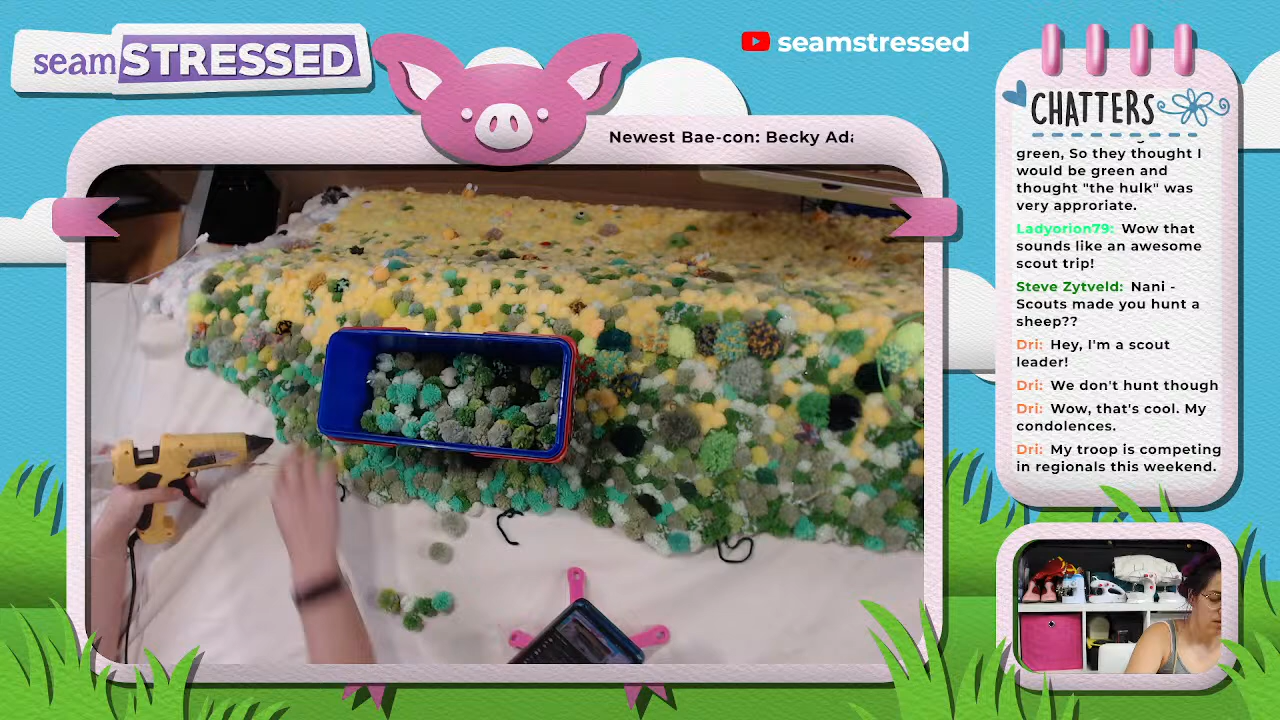 seamSTRESSED
seamstressed
Newest Bae-con: Becky Ada
CHATTERS
green, So they thought I
would be green and
thought "the hulk" was
very approriate.
Ladyorion79: Wow that
sounds like an awesome
scout trip!
Steve Zytveld: Nani -
Scouts made you hunt a
sheep??
Dri: Hey, I'm a scout
leader!
Dri: We don't hunt though
Dri: Wow, that's cool. My
condolences.
Dri: My troop is competing
in regionals this weekend.